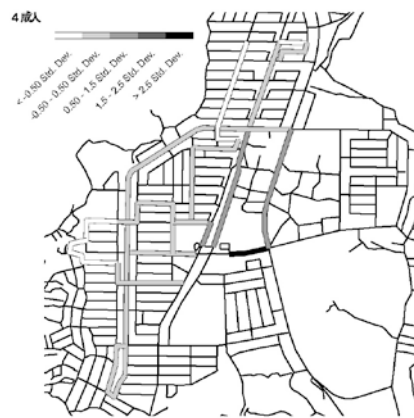 4成人
< -0.50 Std. Dev.
-0.50 - 0.50 Std. Dev.
0.50 - 1.5 Std. Dev.
1.5 - 2.5 Std. Dev.
> 2.5 Std. Dev.